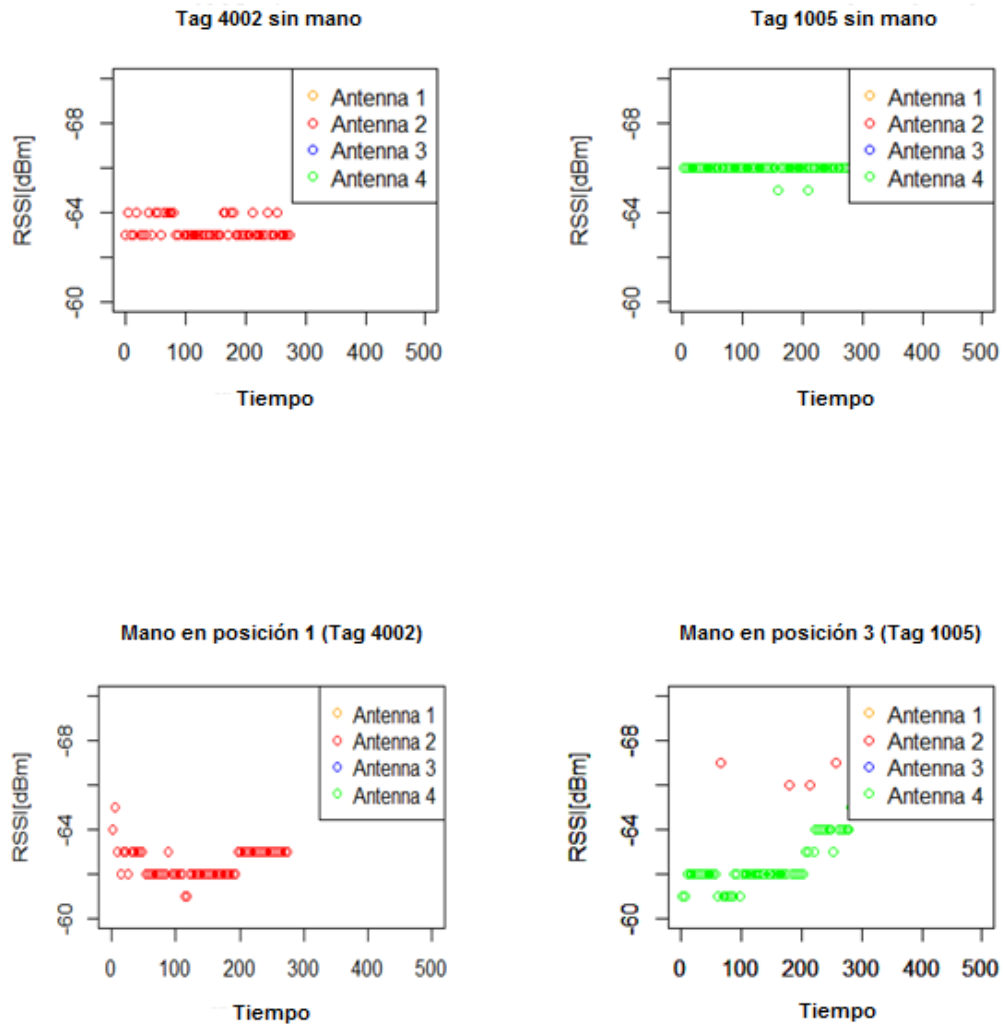 Tag 4002 sin mano
RSSI[dBm]
-68
-64
-60
Antenna 1
Antenna 2
Antenna 3
Antenna 4
0 100 200 300 400 500
Tiempo
Tag 1005 sin mano
RSSI[dBm]
-68
-64
-60
Antenna 1
Antenna 2
Antenna 3
Antenna 4
0 100 200 300 400 500
Tiempo
Mano en posición 1 (Tag 4002)
RSSI[dBm]
-68
-64
-60
Antenna 1
Antenna 2
Antenna 3
Antenna 4
0 100 200 300 400 500
Tiempo
Mano en posición 3 (Tag 1005)
RSSI[dBm]
-68
-64
-60
Antenna 1
Antenna 2
Antenna 3
Antenna 4
0 100 200 300 400 500
Tiempo